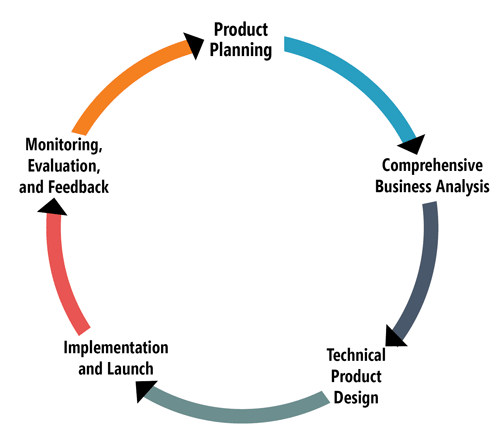 Product
Planning
Comprehensive
Business Analysis
Technical
Product
Design
Implementation
and Launch
Monitoring,
Evaluation,
and Feedback